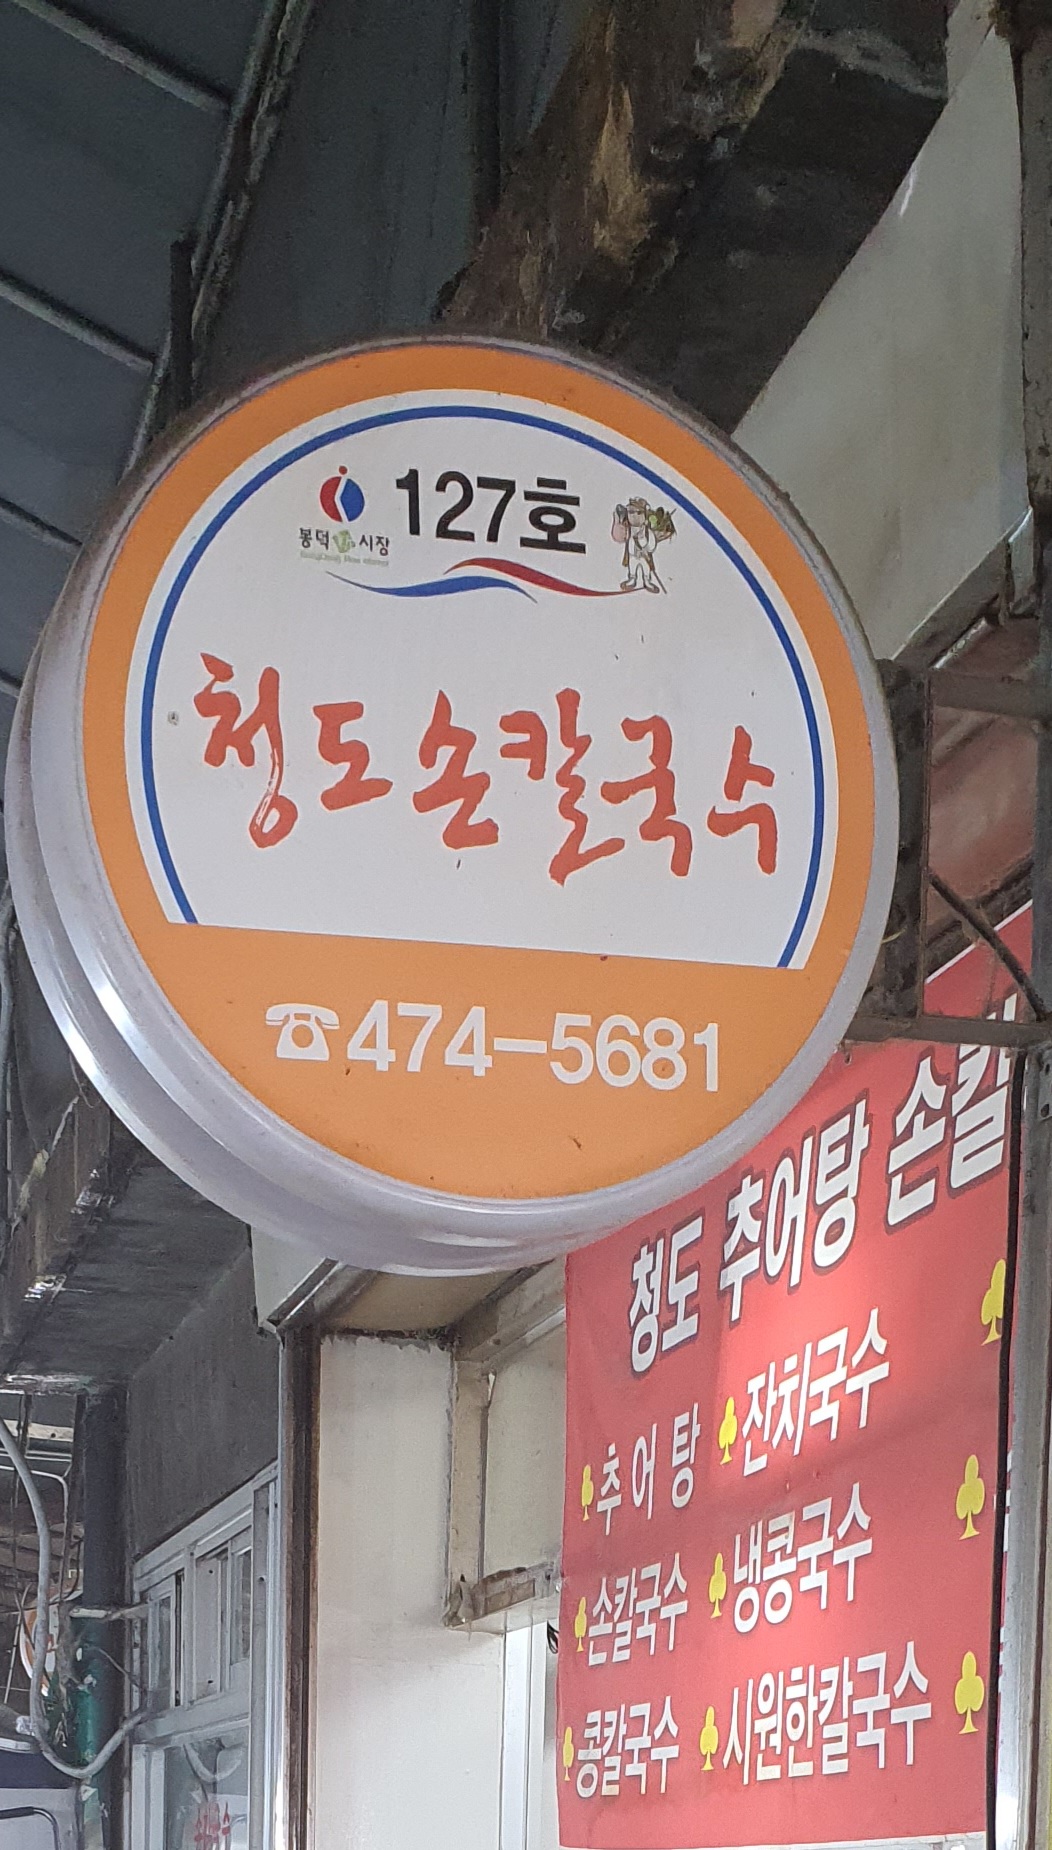 127호
봉덕 시장
청도손칼국수
☎474-5681
청도 추어탕 손칼
♣추어탕 ♣잔치국수
♣손칼국수 ♣냉콩국수
♣콩칼국수 ♣시원한칼국수